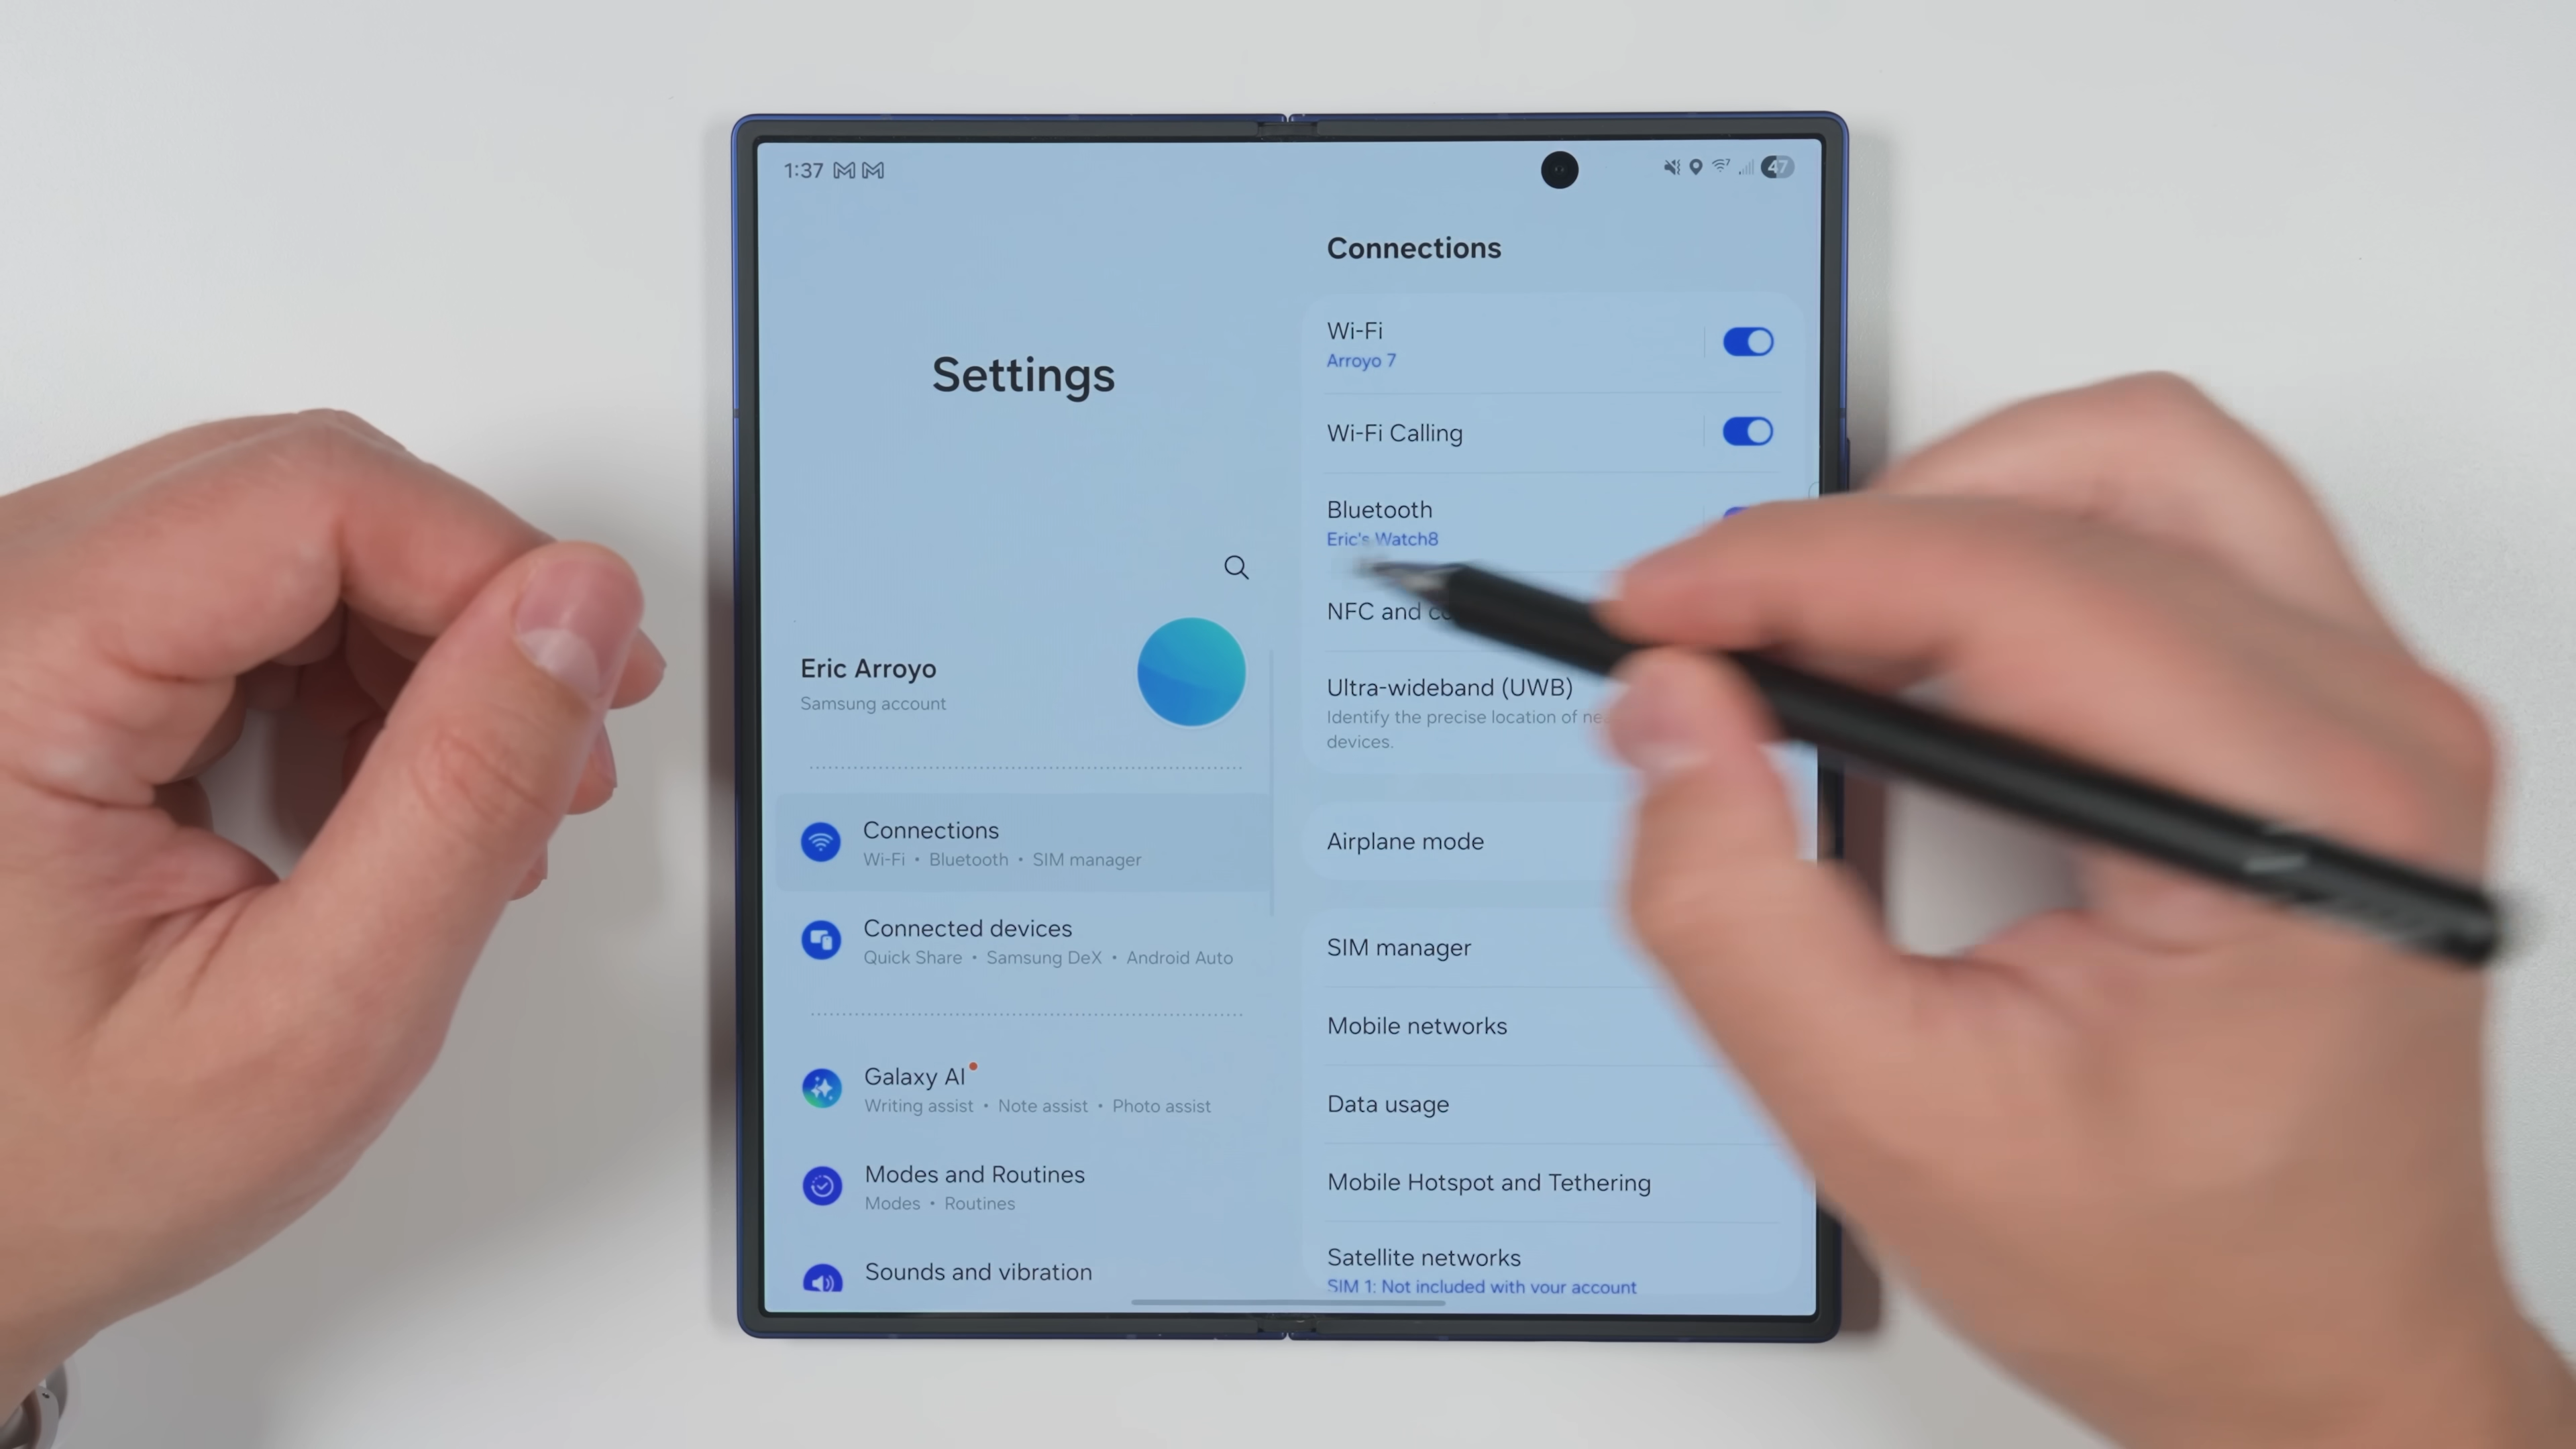 1:37
47
Settings
Eric Arroyo
Samsung account
Connections
Wi-Fi • Bluetooth • SIM manager
Connected devices
Quick Share • Samsung DeX • Android Auto
Galaxy AI
Writing assist • Note assist • Photo assist
Modes and Routines
Modes • Routines
Sounds and vibration
Connections
Wi-Fi
Arroyo 7
Wi-Fi Calling
Bluetooth
Eric's Watch8
NFC and
Ultra-wideband (UWB)
Identify the precise location of
devices.
Airplane mode
SIM manager
Mobile networks
Data usage
Mobile Hotspot and Tethering
Satellite networks
SIM 1: Not included with your account